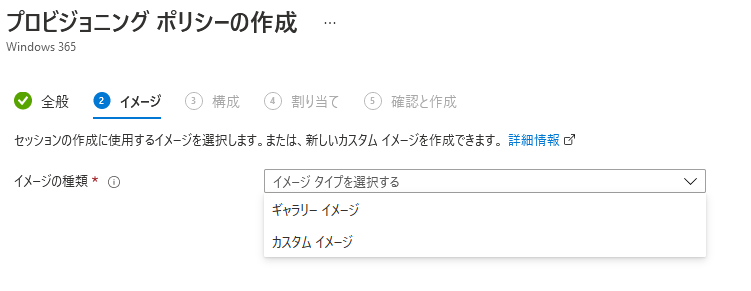 プロビジョニング ポリシーの作成 …
Windows 365
全般 2 イメージ 3 構成 4 割り当て 5 確認と作成
セッションの作成に使用するイメージを選択します。または、新しいカスタム イメージを作成できます。 詳細情報
イメージの種類 * イメージ タイプを選択する
ギャラリー イメージ
カスタム イメージ